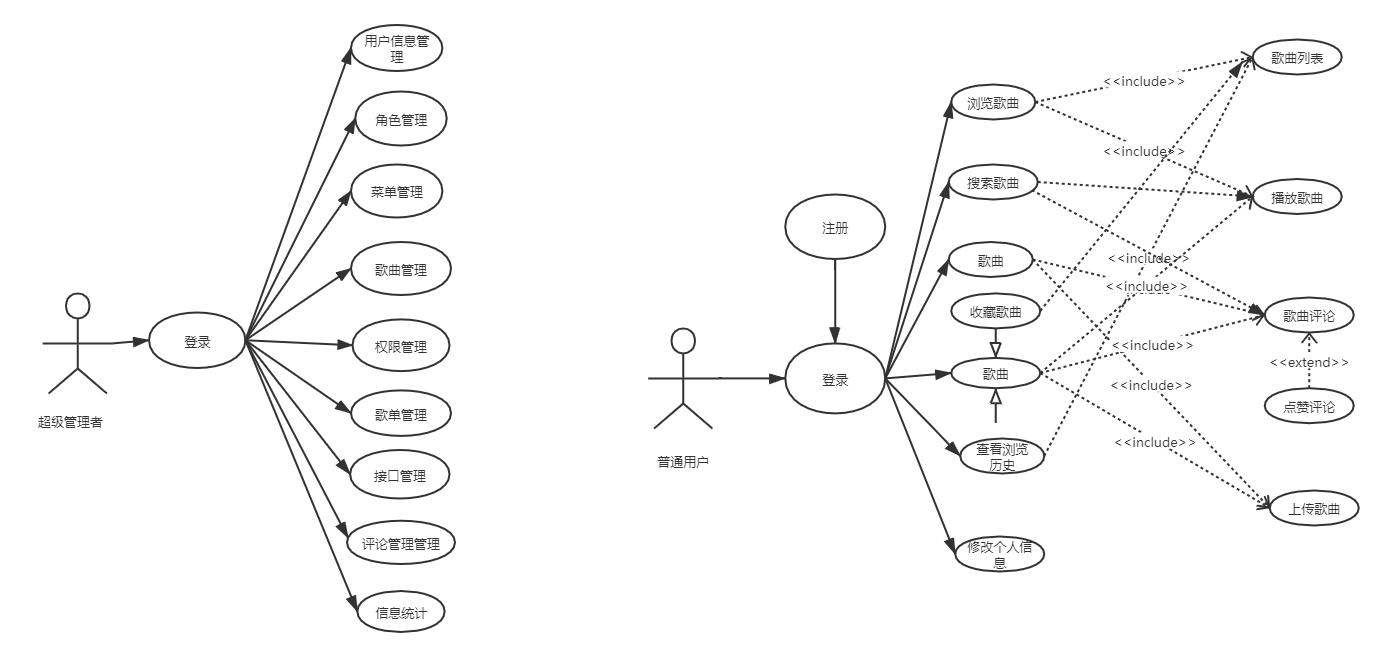 用户信息管
理
角色管理
菜单管理
歌曲管理
权限管理
歌单管理
接口管理
评论管理管理
信息统计
登录
超级管理者
注册
登录
普通用户
浏览歌曲
搜索歌曲
歌曲
收藏歌曲
歌曲
查看浏览
历史
修改个人信
息
<<include>>
<<include>>
<<include>>
<<include>>
<<include>>
<<include>>
<<include>>
歌曲列表
播放歌曲
歌曲评论
<<extend>>
点赞评论
上传歌曲